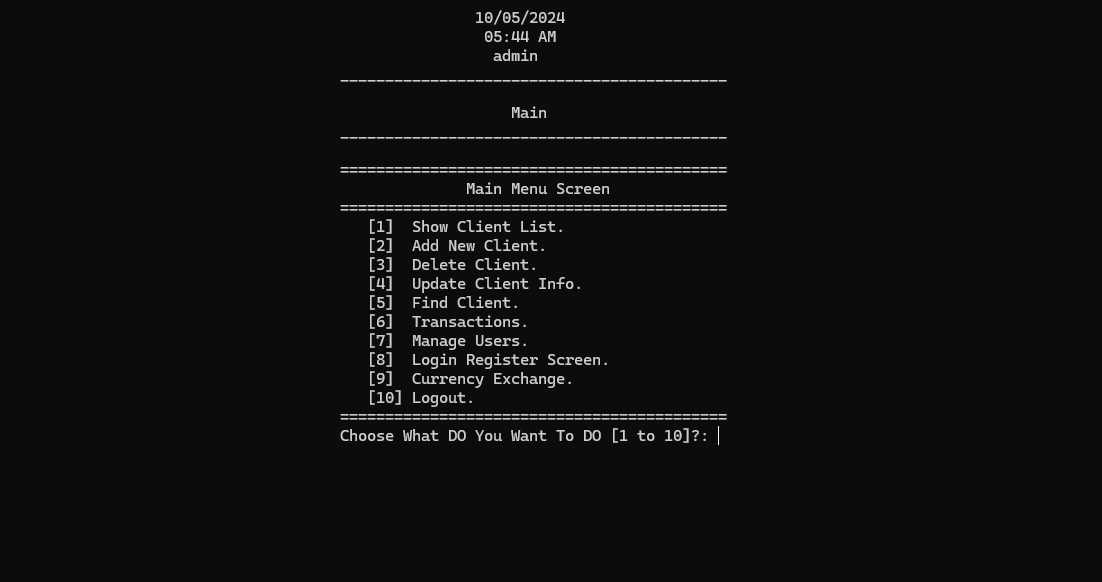 10/05/2024
05:44 AM
admin
___________________________________________
Main
___________________________________________
===========================================
Main Menu Screen
===========================================
[1]  Show Client List.
[2]  Add New Client.
[3]  Delete Client.
[4]  Update Client Info.
[5]  Find Client.
[6]  Transactions.
[7]  Manage Users.
[8]  Login Register Screen.
[9]  Currency Exchange.
[10] Logout.
===========================================
Choose What DO You Want To DO [1 to 10]?: